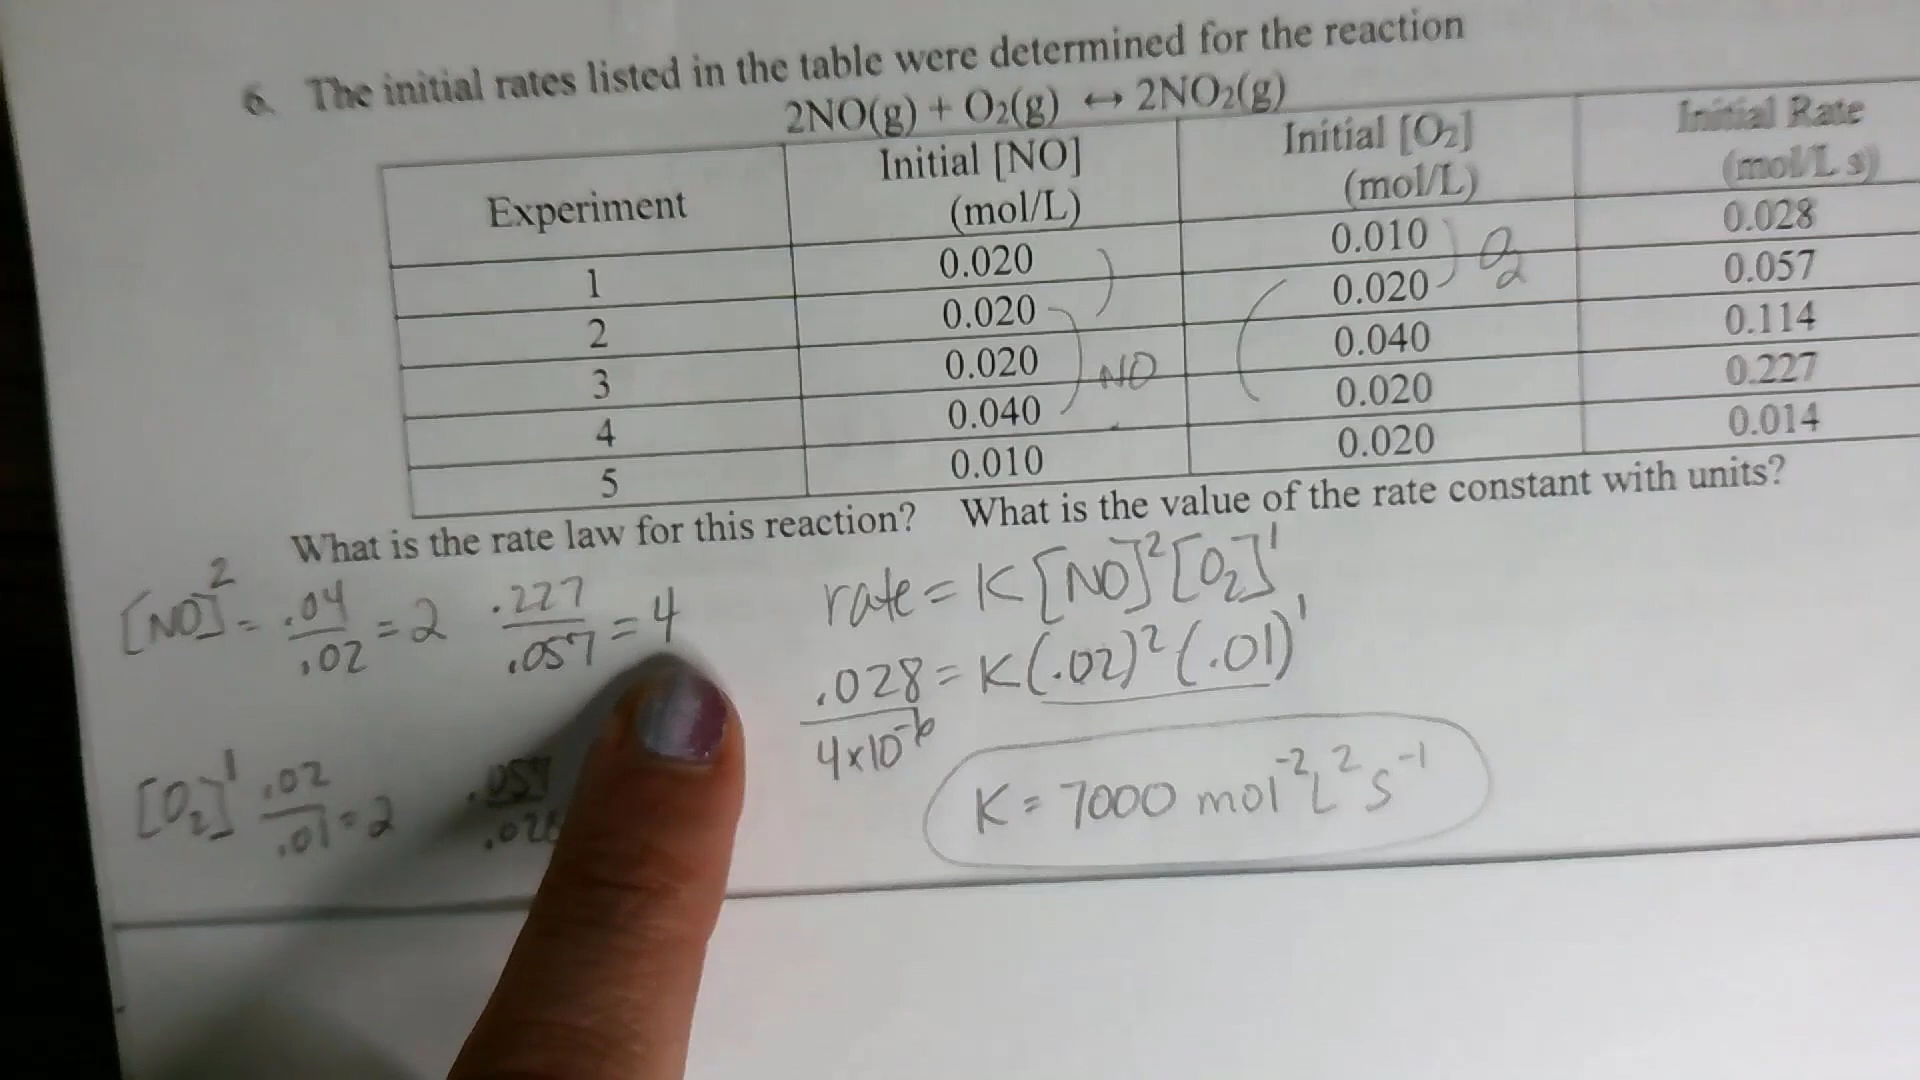 6. The initial rates listed in the table were determined for the reaction
2NO(g) + O₂(g) ↔ 2NO₂(g)
Experiment Initial [NO] (mol/L) Initial [O₂] (mol/L) Initial Rate (mol/L s)
1 0.020 0.010 0.028
2 0.020 0.020 0.057
3 0.020 0.040 0.114
4 0.040 0.020 0.227
5 0.010 0.020 0.014
O₂
NO
What is the rate law for this reaction? What is the value of the rate constant with units?
[NO]² = .04/.02 = 2 .227/.057 = 4
[O₂]¹ .02/.01 = 2
rate = K[NO]²[O₂]¹
.028 = K(.02)²(.01)¹
4x10⁻⁶
K = 7000 mol⁻²L²s⁻¹